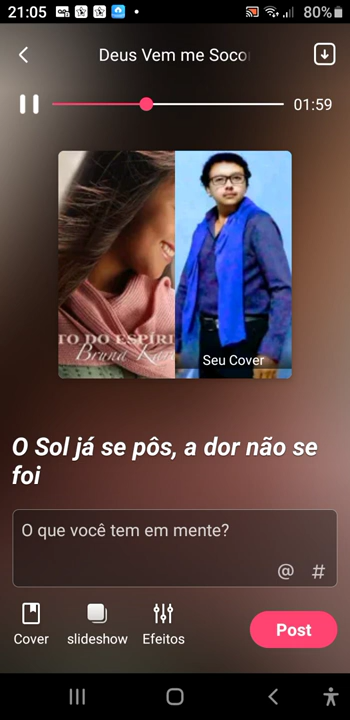 21:05
80%
Deus Vem me Soco
01:59
TO DO ESPÍRI
Bruna Kar
Seu Cover
O Sol já se pôs, a dor não se
foi
O que você tem em mente?
@ #
Cover slideshow Efeitos
Post